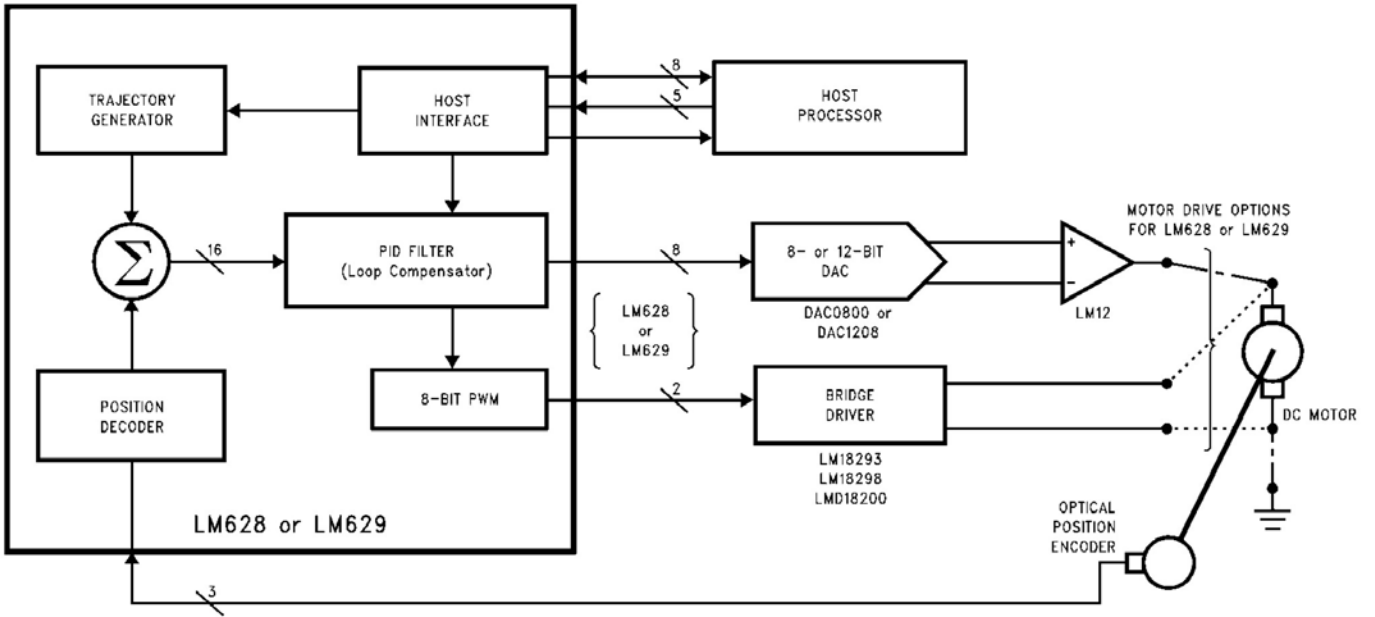 TRAJECTORY
GENERATOR
HOST
INTERFACE
8
5
HOST
PROCESSOR
Σ
16
PID FILTER
(Loop Compensator)
8
8- or 12-BIT
DAC
DAC0800 or
DAC1208
+
-
LM12
MOTOR DRIVE OPTIONS
FOR LM628 or LM629
LM628
or
LM629
POSITION
DECODER
8-BIT PWM
2
BRIDGE
DRIVER
LM18293
LM18298
LMD18200
DC MOTOR
LM628 or LM629
OPTICAL
POSITION
ENCODER
3